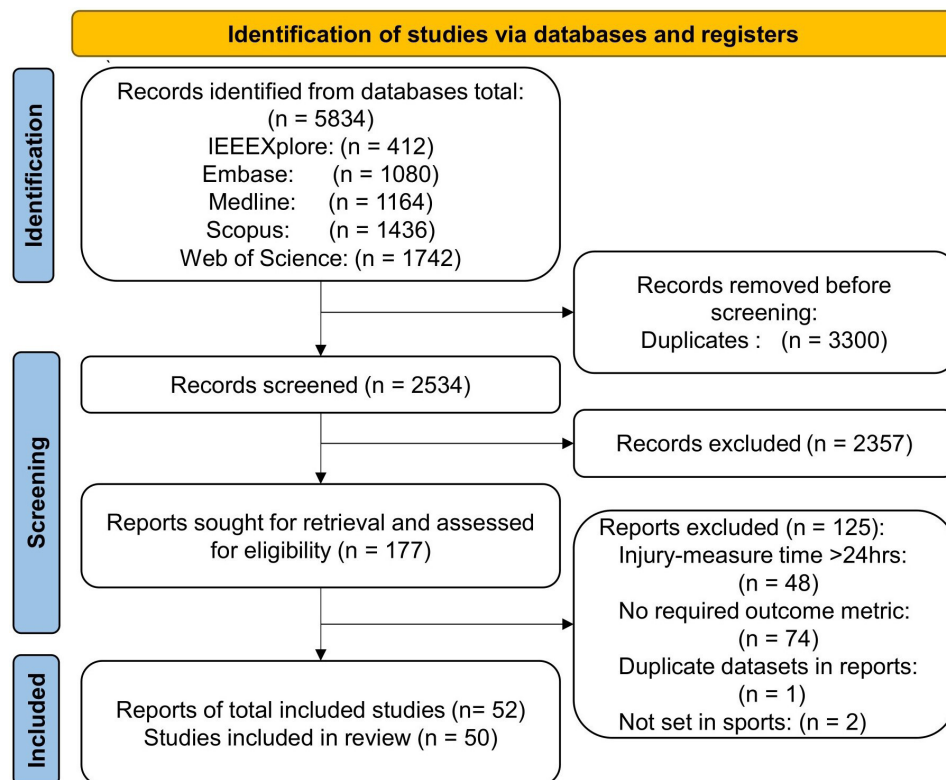 Identification of studies via databases and registers
Identification
Records identified from databases total:
(n = 5834)
IEEEXplore: (n = 412)
Embase: (n = 1080)
Medline: (n = 1164)
Scopus: (n = 1436)
Web of Science: (n = 1742)
Records removed before
screening:
Duplicates : (n = 3300)
Screening
Records screened (n = 2534)
Records excluded (n = 2357)
Reports sought for retrieval and assessed
for eligibility (n = 177)
Reports excluded (n = 125):
Injury-measure time >24hrs:
(n = 48)
No required outcome metric:
(n = 74)
Duplicate datasets in reports:
(n = 1)
Not set in sports: (n = 2)
Included
Reports of total included studies (n= 52)
Studies included in review (n = 50)